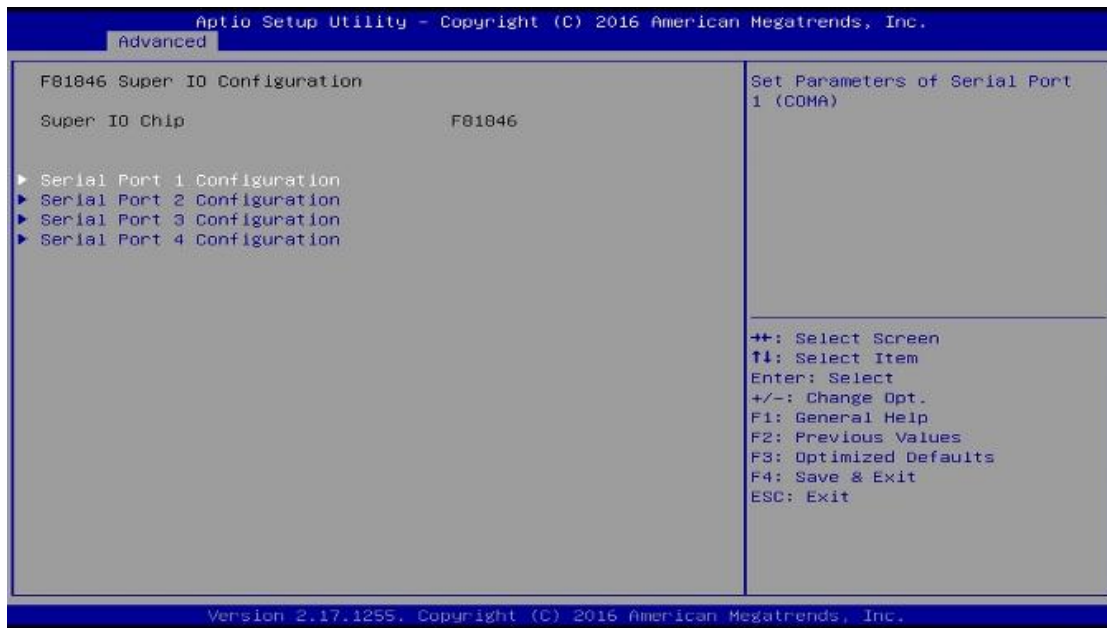 Aptio Setup Utility – Copyright (C) 2016 American Megatrends, Inc.
Advanced
F81846 Super IO Configuration
Super IO Chip F81846
► Serial Port 1 Configuration
► Serial Port 2 Configuration
► Serial Port 3 Configuration
► Serial Port 4 Configuration
Set Parameters of Serial Port
1 (COMA)
→←: Select Screen
↑↓: Select Item
Enter: Select
+/-: Change Opt.
F1: General Help
F2: Previous Values
F3: Optimized Defaults
F4: Save & Exit
ESC: Exit
Version 2.17.1255. Copyright (C) 2016 American Megatrends, Inc.